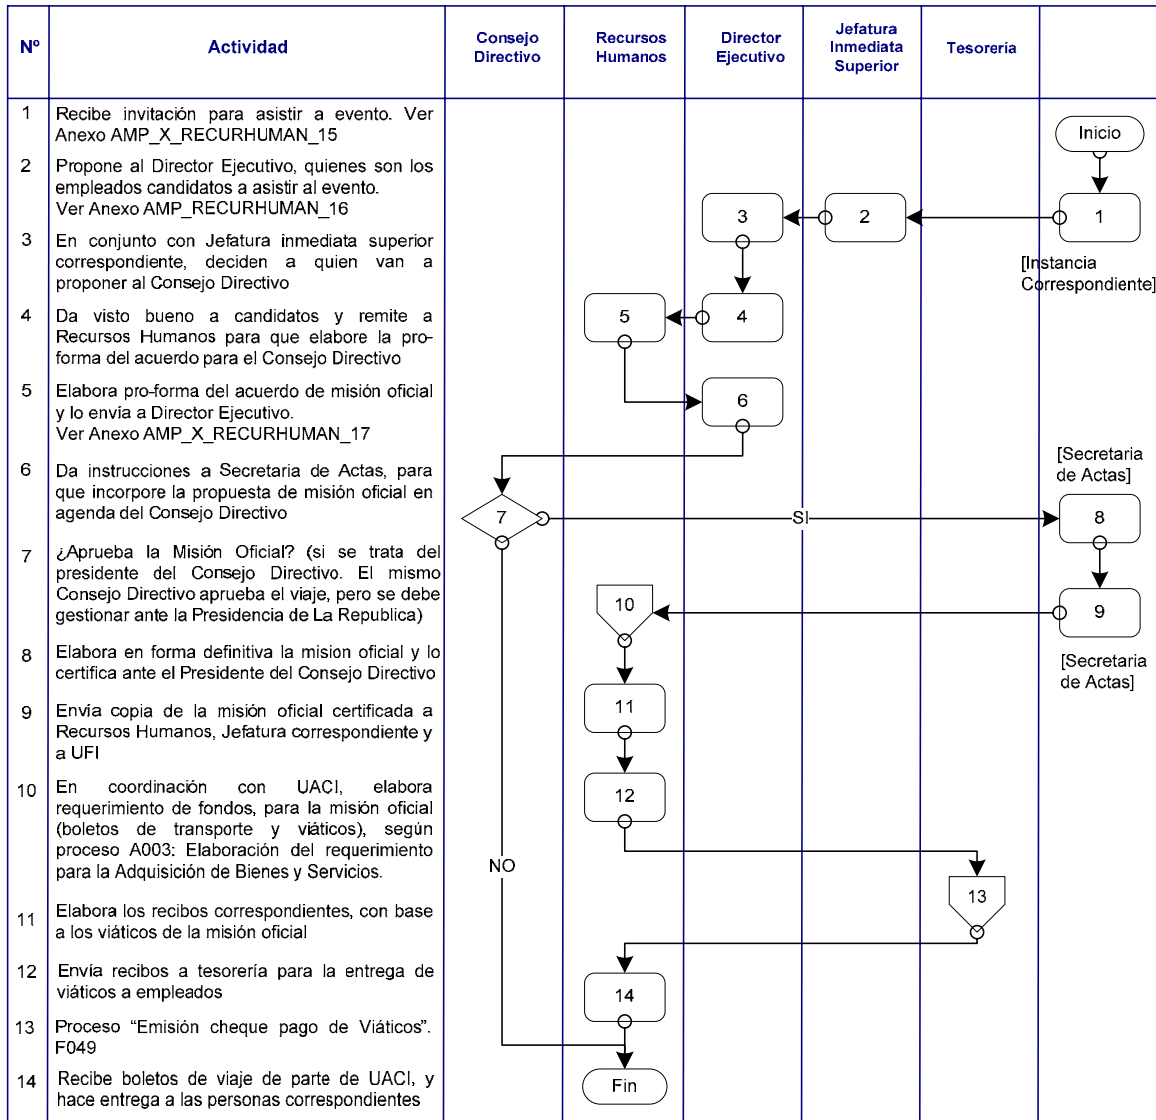 Nº
Actividad
Consejo
Directivo
Recursos
Humanos
Director
Ejecutivo
Jefatura
Inmediata
Superior
Tesorería
1
Recibe invitación para asistir a evento. Ver
Anexo AMP_X_RECURHUMAN_15
2
Propone al Director Ejecutivo, quienes son los
empleados candidatos a asistir al evento.
Ver Anexo AMP_RECURHUMAN_16
3
En conjunto con Jefatura inmediata superior
correspondiente, deciden a quien van a
proponer al Consejo Directivo
4
Da visto bueno a candidatos y remite a
Recursos Humanos para que elabore la pro-
forma del acuerdo para el Consejo Directivo
5
Elabora pro-forma del acuerdo de misión oficial
y lo envía a Director Ejecutivo.
Ver Anexo AMP_X_RECURHUMAN_17
6
Da instrucciones a Secretaria de Actas, para
que incorpore la propuesta de misión oficial en
agenda del Consejo Directivo
7
¿Aprueba la Misión Oficial? (si se trata del
presidente del Consejo Directivo. El mismo
Consejo Directivo aprueba el viaje, pero se debe
gestionar ante la Presidencia de La Republica)
8
Elabora en forma definitiva la mision oficial y lo
certifica ante el Presidente del Consejo Directivo
9
Envía copia de la misión oficial certificada a
Recursos Humanos, Jefatura correspondiente y
a UFI
10
En coordinación con UACI, elabora
requerimiento de fondos, para la misión oficial
(boletos de transporte y viáticos), según
proceso A003: Elaboración del requerimiento
para la Adquisición de Bienes y Servicios.
11
Elabora los recibos correspondientes, con base
a los viáticos de la misión oficial
12
Envía recibos a tesorería para la entrega de
viáticos a empleados
13
Proceso “Emisión cheque pago de Viáticos”.
F049
14
Recibe boletos de viaje de parte de UACI, y
hace entrega a las personas correspondientes
Inicio
3
2
1
[Instancia
Correspondiente]
5
4
6
[Secretaria
de Actas]
7
SI
8
10
9
[Secretaria
de Actas]
11
12
NO
13
14
Fin